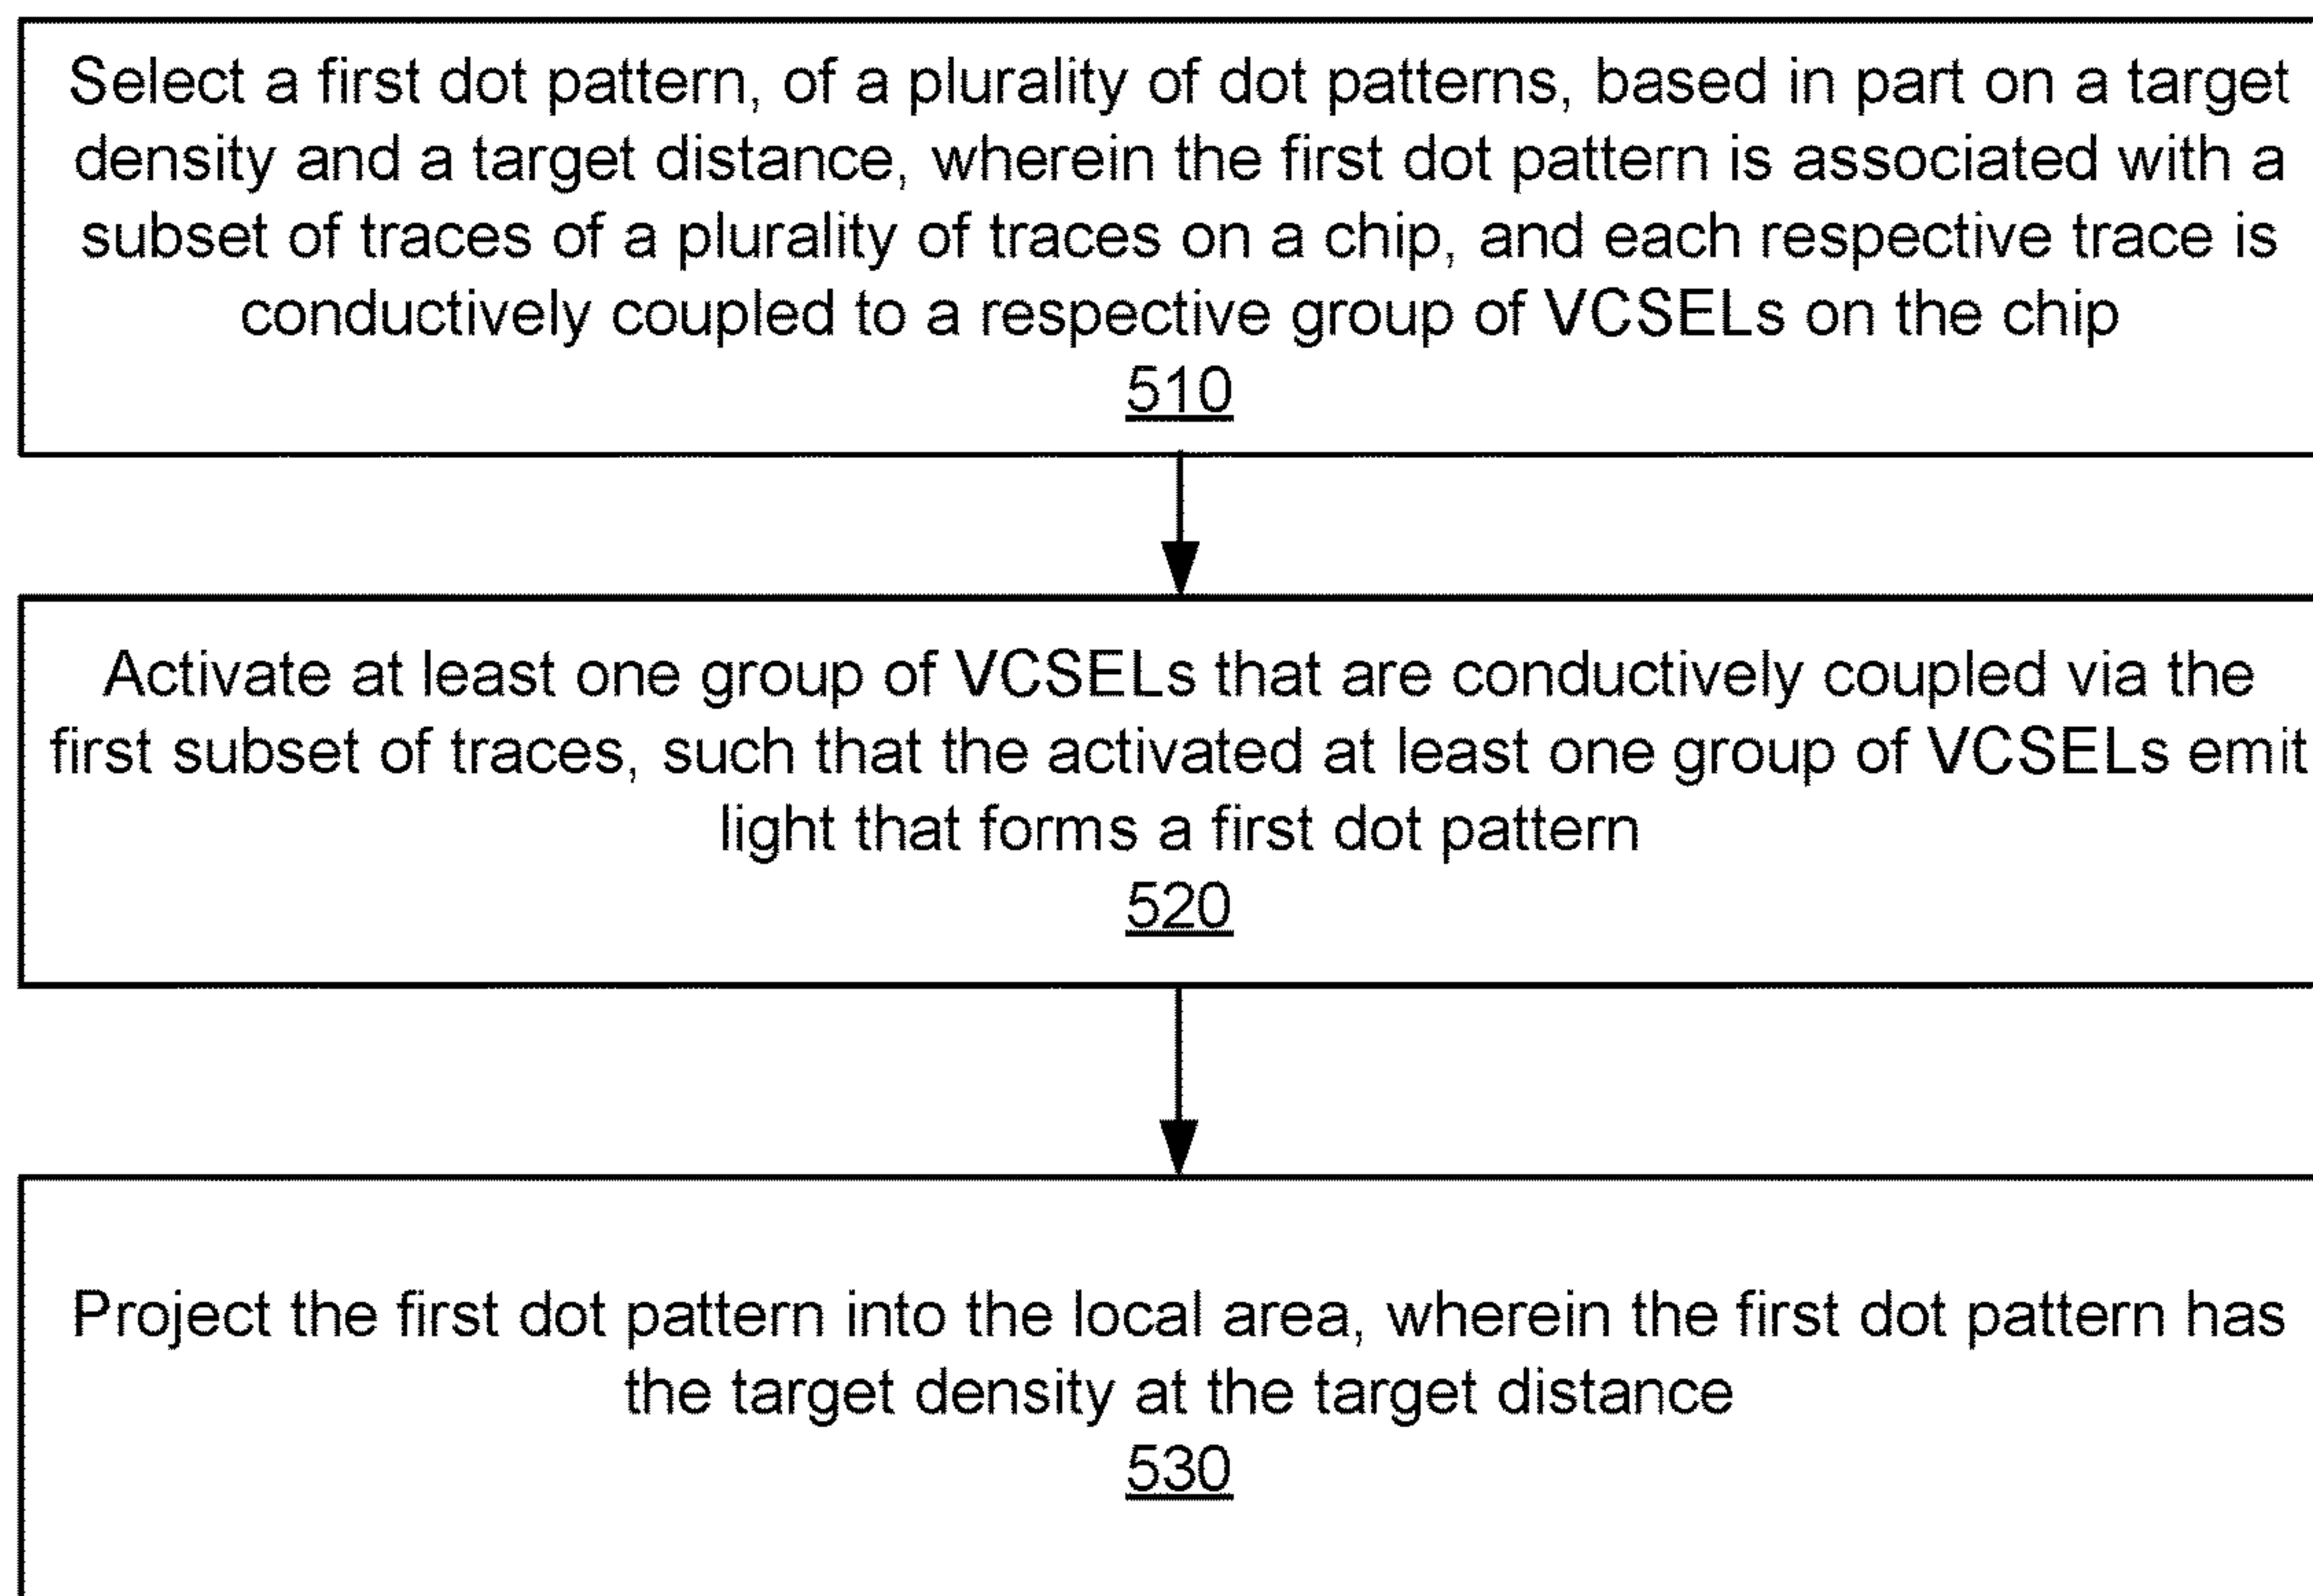 Select a first dot pattern, of a plurality of dot patterns, based in part on a target
density and a target distance, wherein the first dot pattern is associated with a
subset of traces of a plurality of traces on a chip, and each respective trace is
conductively coupled to a respective group of VCSELs on the chip
510
Activate at least one group of VCSELs that are conductively coupled via the
first subset of traces, such that the activated at least one group of VCSELs emit
light that forms a first dot pattern
520
Project the first dot pattern into the local area, wherein the first dot pattern has
the target density at the target distance
530